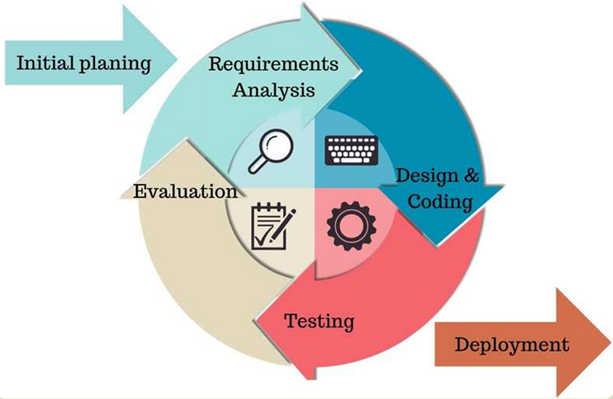 Initial planing
Requirements
Analysis
Design &
Coding
Evaluation
Testing
Deployment